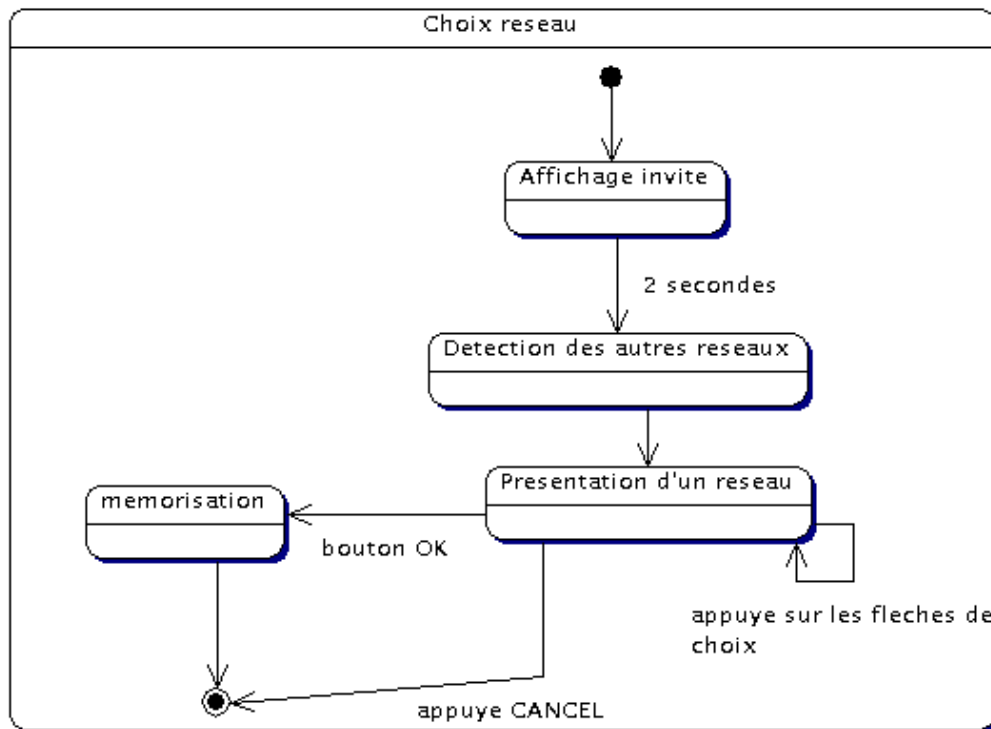 Choix reseau
Affichage invite
2 secondes
Detection des autres reseaux
Presentation d'un reseau
memorisation
bouton OK
appuye sur les fleches de
choix
appuye CANCEL